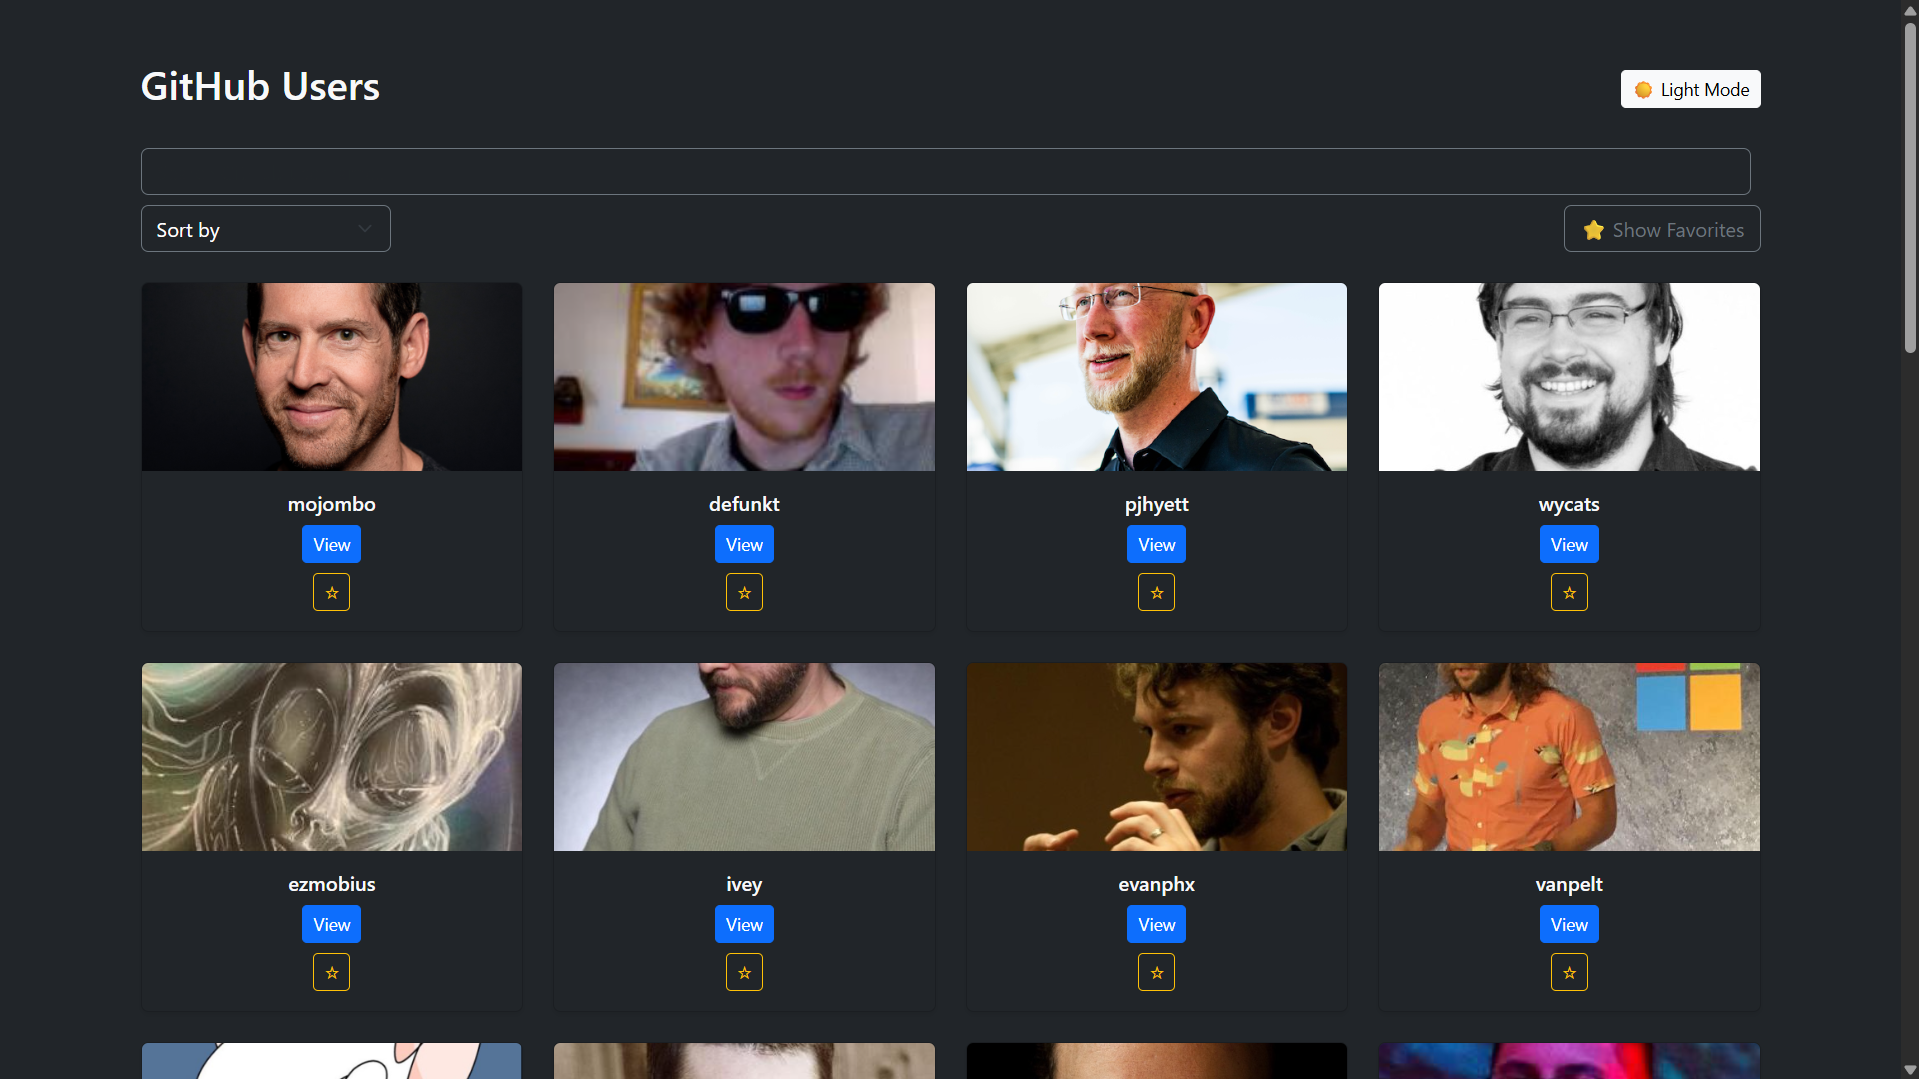 GitHub Users
Light Mode
Sort by
Show Favorites
mojombo
defunkt
pjhyett
wycats
View
View
View
View
ezmobius
ivey
evanphx
vanpelt
View
View
View
View